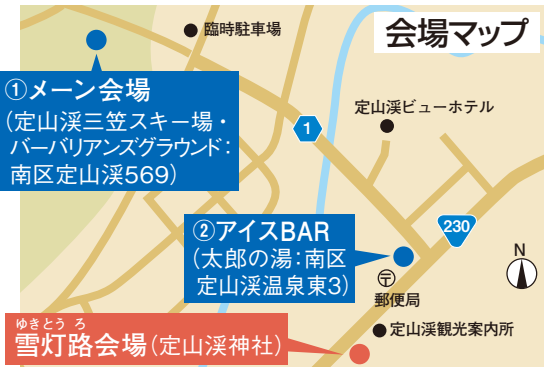 会場マップ
臨時駐車場
①メーン会場
(定山渓三笠スキー場・
バーバリアンズグラウンド:
南区定山渓569)
定山渓ビューホテル
1
②アイスBAR
(太郎の湯:南区
定山渓温泉東3)
230
N
〒
郵便局
定山渓観光案内所
ゆきとうろ
雪灯路会場(定山渓神社)